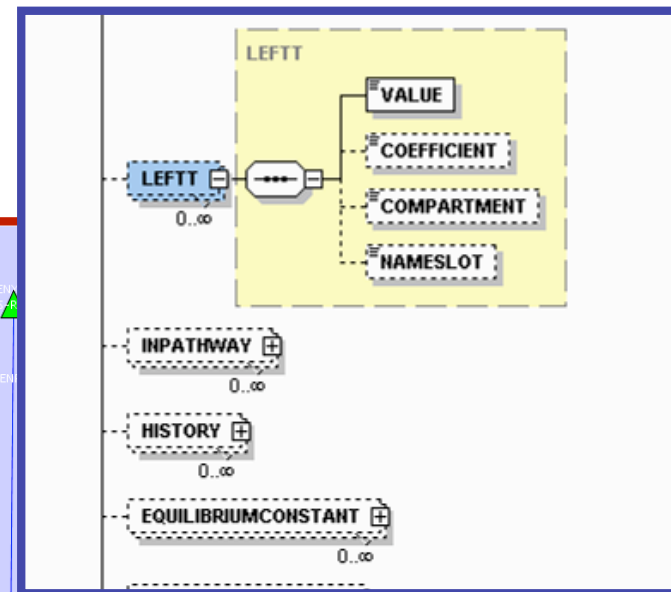 LEFTT
VALUE
COEFFICIENT
LEFTT
COMPARTMENT
0..∞
NAMESLOT
INPATHWAY
0..∞
HISTORY
0..∞
EQUILIBRIUMCONSTANT
0..∞